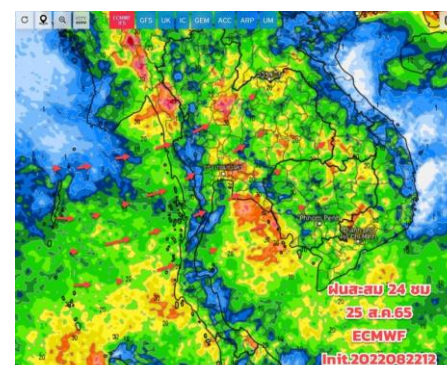 ECMWF IFS GFS UK IC GEM ACC ARP UM
Phnom Penh
ฝนสะสม 24 ชม
25 ส.ค.65
ECMWF
Init.2022082212